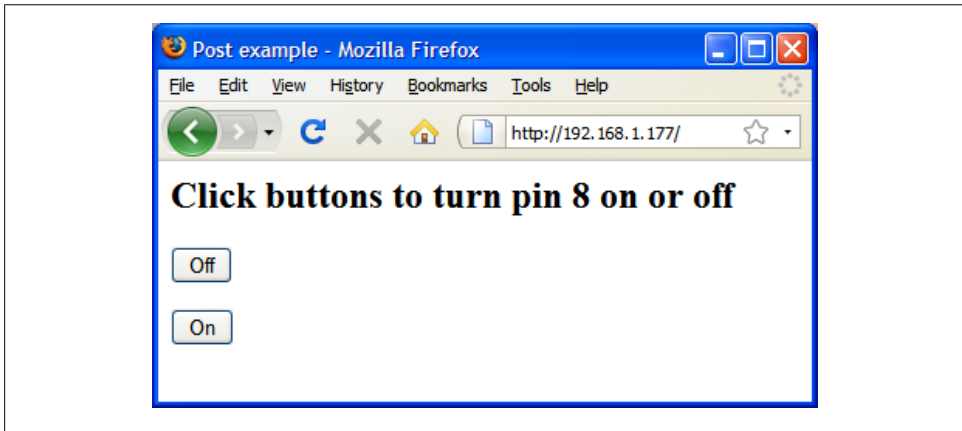 Post example - Mozilla Firefox
File Edit View History Bookmarks Tools Help
http://192.168.1.177/
Click buttons to turn pin 8 on or off
Off
On